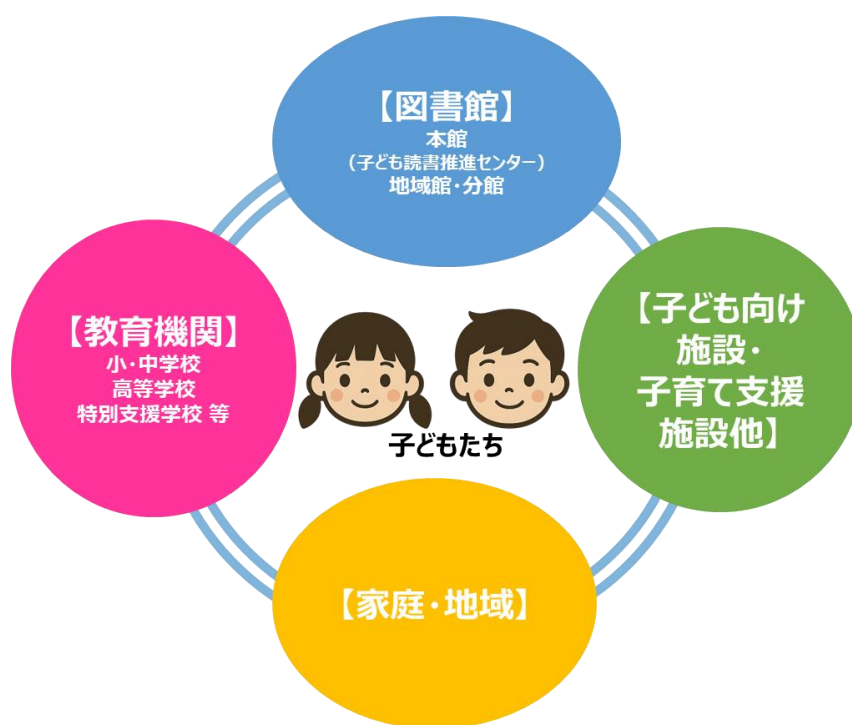 【図書館】
本館
（子ども読書推進センター）
地域館・分館
【教育機関】
小・中学校
高等学校
特別支援学校 等
【子ども向け
施設・
子育て支援
施設他】
子どもたち
【家庭・地域】